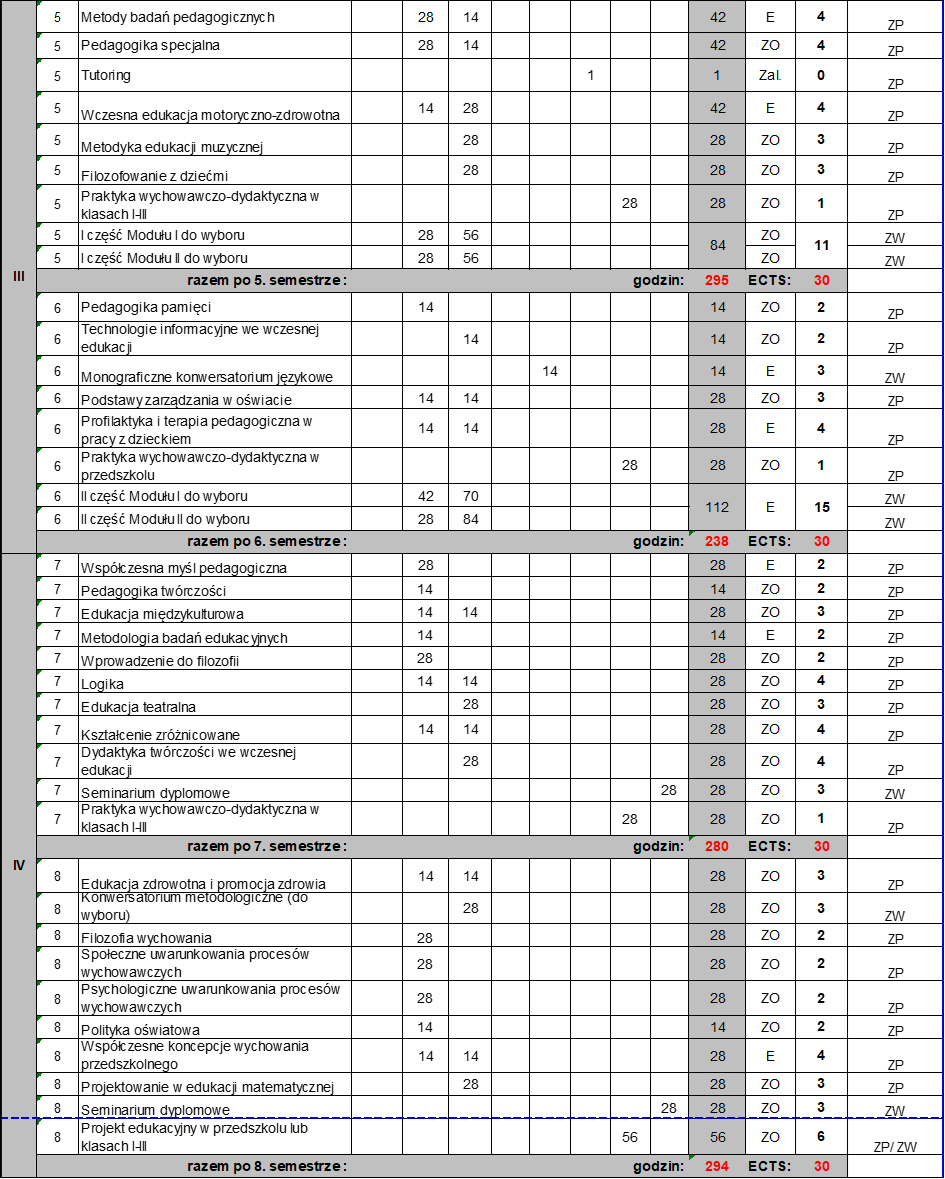 5 Metody badań pedagogicznych 28 14 42 E 4 ZP
5 Pedagogika specjalna 28 14 42 ZO 4 ZP
5 Tutoring 1 1 Zal. 0 ZP
5 Wczesna edukacja motoryczno-zdrowotna 14 28 42 E 4 ZP
5 Metodyka edukacji muzycznej 28 28 ZO 3 ZP
5 Filozofowanie z dziećmi 28 28 ZO 3 ZP
5 Praktyka wychowawczo-dydaktyczna w
klasach I-III 28 28 ZO 1 ZP
5 I część Modułu I do wyboru 28 56 84 ZO 11 ZW
5 I część Modułu II do wyboru 28 56 ZO ZW
III
razem po 5. semestrze: godzin: 295 ECTS: 30
6 Pedagogika pamięci 14 14 ZO 2 ZP
6 Technologie informacyjne we wczesnej
edukacji 14 14 ZO 2 ZP
6 Monograficzne konwersatorium językowe 14 14 E 3 ZW
6 Podstawy zarządzania w oświacie 14 14 28 ZO 3 ZP
6 Profilaktyka i terapia pedagogiczna w
pracy z dzieckiem 14 14 28 E 4 ZP
6 Praktyka wychowawczo-dydaktyczna w
przedszkolu 28 28 ZO 1 ZP
6 II część Modułu I do wyboru 42 70 112 E 15 ZW
6 II część Modułu II do wyboru 28 84 ZW
razem po 6. semestrze: godzin: 238 ECTS: 30
7 Współczesna myśl pedagogiczna 28 28 E 2 ZP
7 Pedagogika twórczości 14 14 ZO 2 ZP
7 Edukacja międzykulturowa 14 14 28 ZO 3 ZP
7 Metodologia badań edukacyjnych 14 14 E 2 ZP
7 Wprowadzenie do filozofii 28 28 ZO 2 ZP
7 Logika 14 14 28 ZO 4 ZP
7 Edukacja teatralna 28 28 ZO 3 ZP
7 Kształcenie zróżnicowane 14 14 28 ZO 4 ZP
7 Dydaktyka twórczości we wczesnej
edukacji 28 28 ZO 4 ZP
7 Seminarium dyplomowe 28 28 ZO 3 ZW
7 Praktyka wychowawczo-dydaktyczna w
klasach I-III 28 28 ZO 1 ZP
razem po 7. semestrze: godzin: 280 ECTS: 30
IV
8 Edukacja zdrowotna i promocja zdrowia 14 14 28 ZO 3 ZP
8 Konwersatorium metodologiczne (do
wyboru) 28 28 ZO 3 ZW
8 Filozofia wychowania 28 28 ZO 2 ZP
8 Społeczne uwarunkowania procesów
wychowawczych 28 28 ZO 2 ZP
8 Psychologiczne uwarunkowania procesów
wychowawczych 28 28 ZO 2 ZP
8 Polityka oświatowa 14 14 ZO 2 ZP
8 Współczesne koncepcje wychowania
przedszkolnego 14 14 28 E 4 ZP
8 Projektowanie w edukacji matematycznej 28 28 ZO 3 ZP
8 Seminarium dyplomowe 28 28 ZO 3 ZW
8 Projekt edukacyjny w przedszkolu lub
klasach I-III 56 56 ZO 6 ZP/ ZW
razem po 8. semestrze: godzin: 294 ECTS: 30